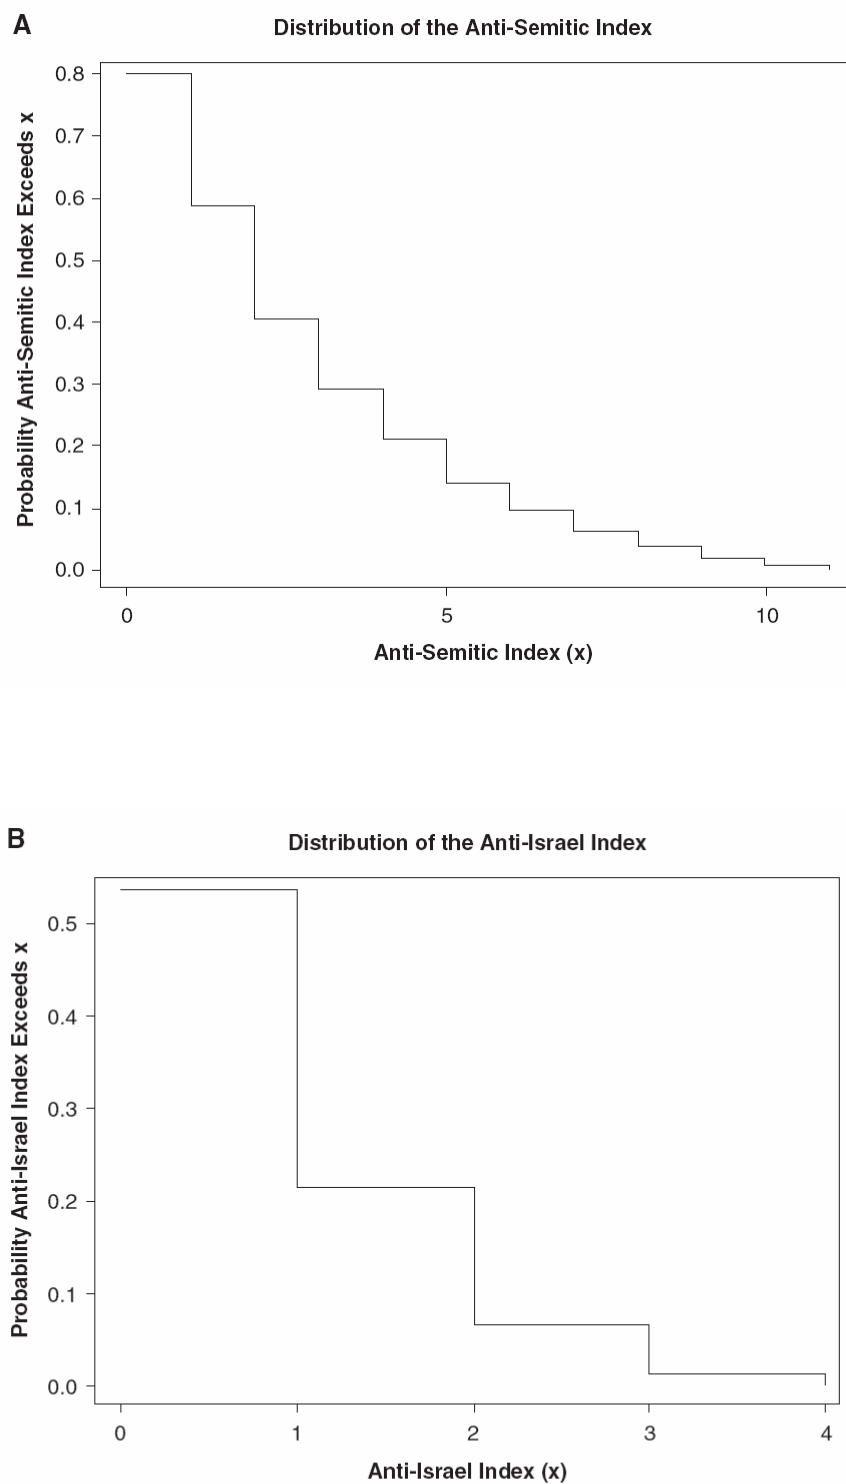 A
Distribution of the Anti-Semitic Index
Probability Anti-Semitic Index Exceeds x
0.8
0.7
0.6
0.5
0.4
0.3
0.2
0.1
0.0
0 5 10
Anti-Semitic Index (x)
B
Distribution of the Anti-Israel Index
Probability Anti-Israel Index Exceeds x
0.5
0.4
0.3
0.2
0.1
0.0
0 1 2 3 4
Anti-Israel Index (x)